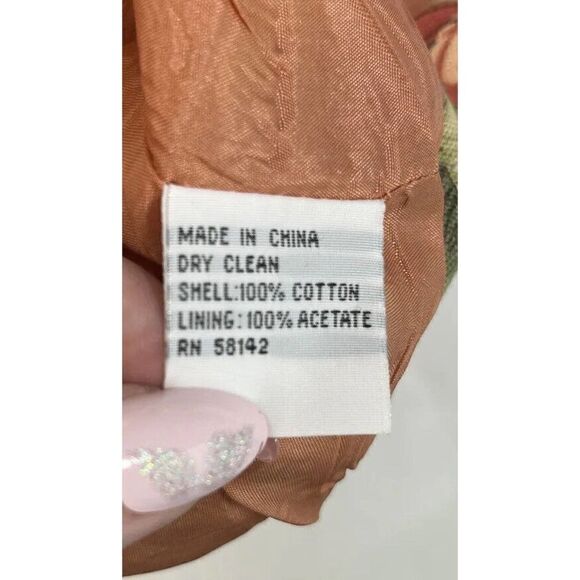 MADE IN CHINA
DRY CLEAN
SHELL:100% COTTON
LINING: 100% ACETATE
RN 58142